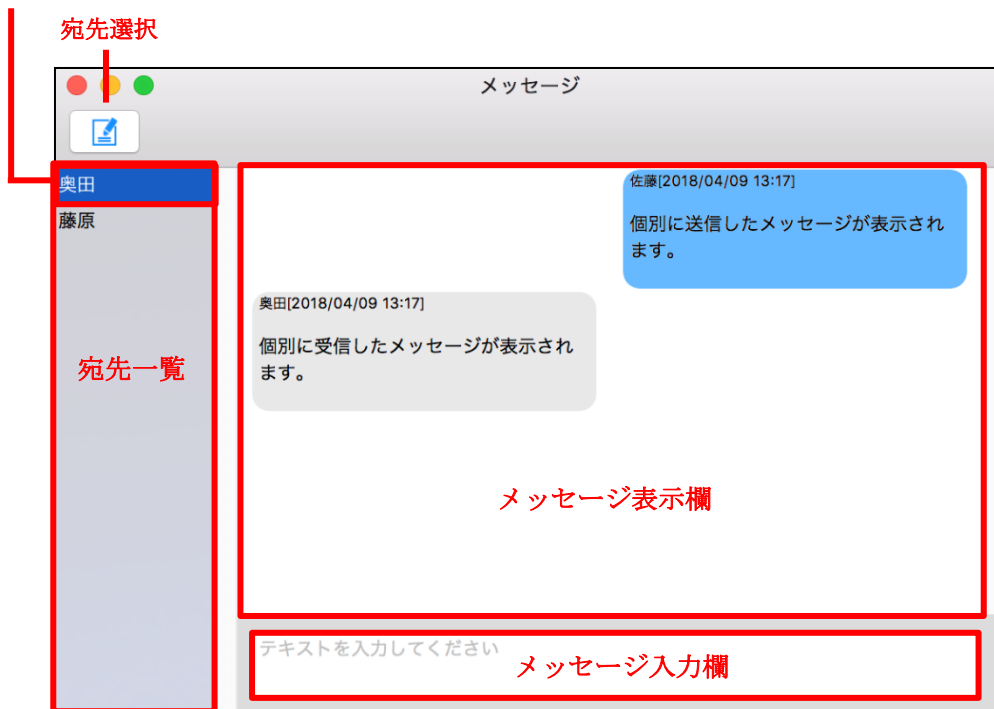 宛先選択
メッセージ
奥田
藤原
宛先一覧
佐藤[2018/04/09 13:17]
個別に送信したメッセージが表示され
ます。
奥田[2018/04/09 13:17]
個別に受信したメッセージが表示され
ます。
メッセージ表示欄
テキストを入力してください
メッセージ入力欄